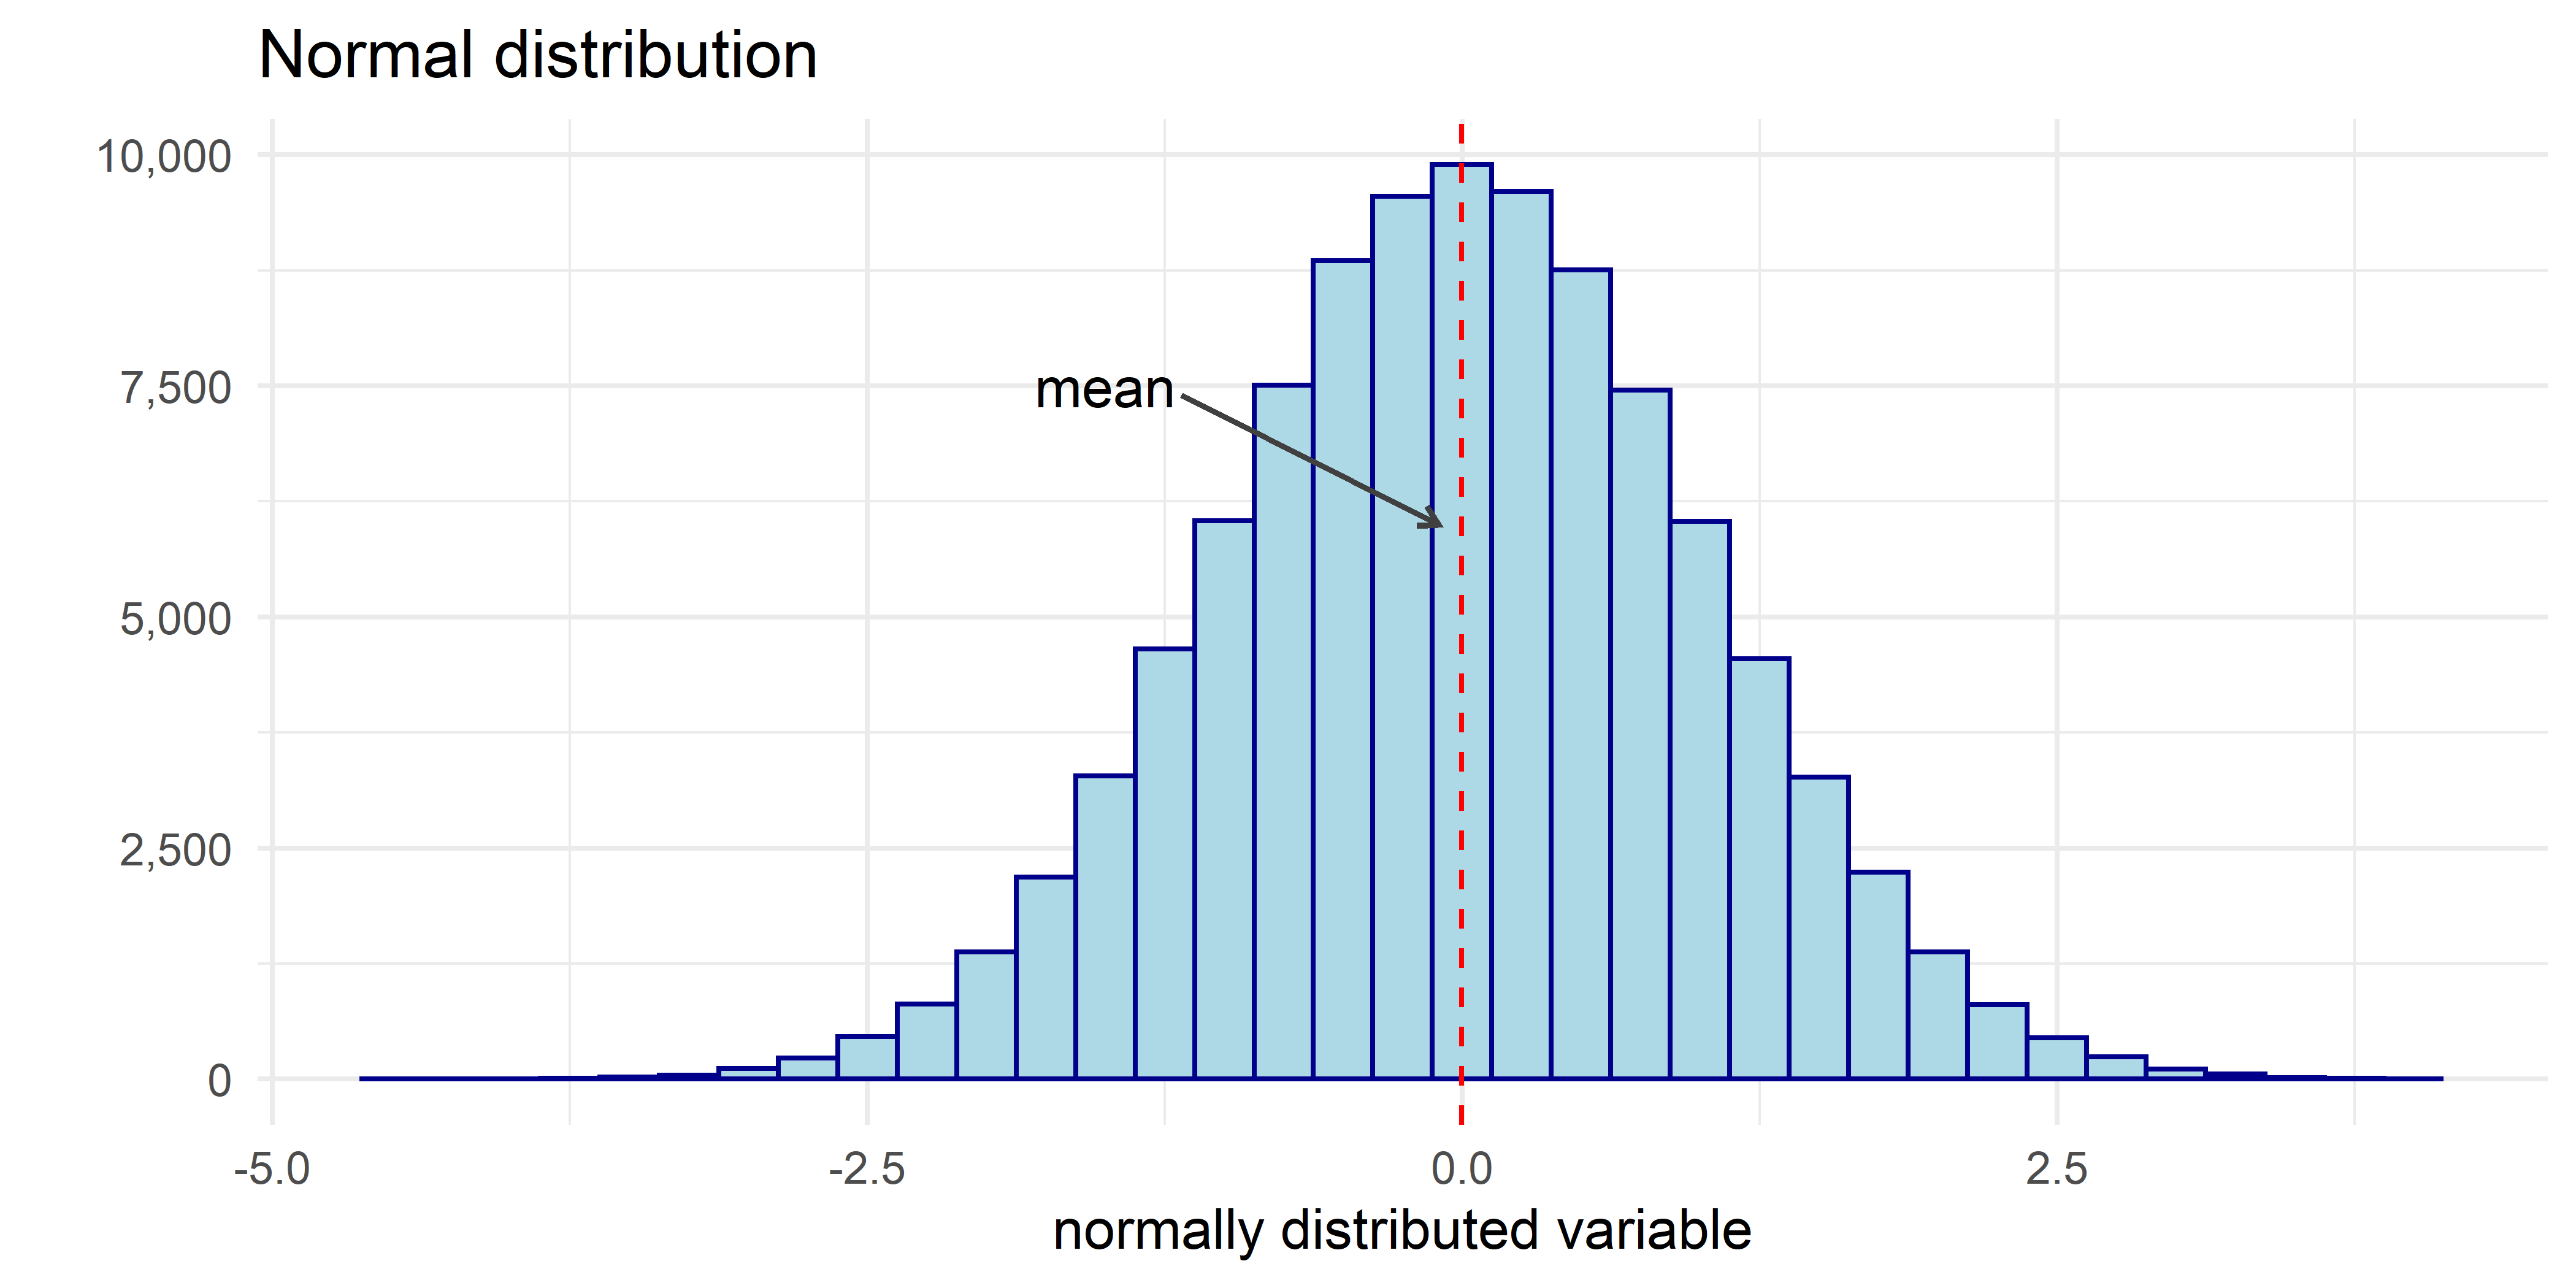 Normal distribution
10,000
7,500
mean
5,000
2,500
0
-5.0 -2.5 0.0 2.5
normally distributed variable